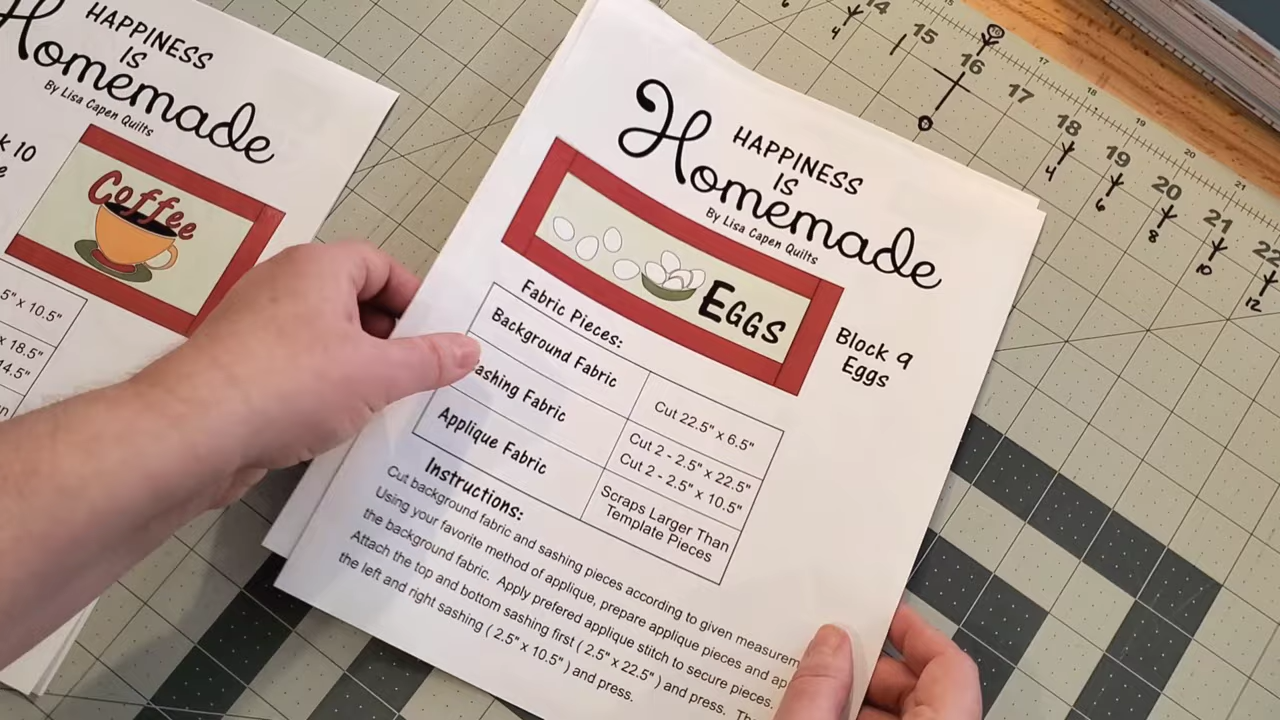 HAPPINESS
IS
Homemade
By Lisa Capen Quilts
k 10
Coffee
5" x 10.5"
x 18.5"
14.5"
HAPPINESS
IS
Homemade
By Lisa Capen Quilts
EGGS
Block 9
Eggs
Fabric Pieces:
Background Fabric
Cut 22.5" x 6.5"
ashing Fabric
Cut 2 - 2.5" x 22.5"
Cut 2 - 2.5" x 10.5"
Applique Fabric
Scraps Larger Than
Template Pieces
Instructions:
Cut background fabric and sashing pieces according to given measurem
Using your favorite method of applique, prepare applique pieces and ap
the background fabric. Apply prefered applique stitch to secure pieces.
Attach the top and bottom sashing first ( 2.5" x 22.5" ) and press. Th
the left and right sashing ( 2.5" x 10.5" ) and press.
14 15 16 17 18 19 20 21 22
4 6 8 10 12
17 18 19 20 21